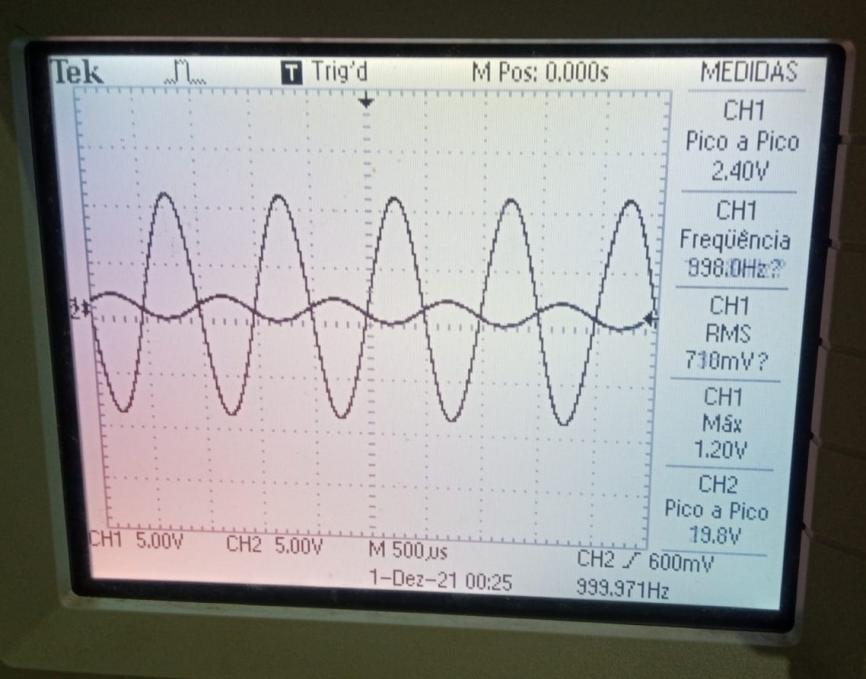 Tek T Trig'd M Pos: 0.000s MEDIDAS
CH1
Pico a Pico
2.40V
CH1
Freqüência
998.0Hz?
CH1
RMS
710mV?
CH1
Máx
1.20V
CH2
Pico a Pico
19.8V
2
CH1 5.00V CH2 5.00V M 500µs CH2 600mV
1-Dez-21 00:25 999.971Hz